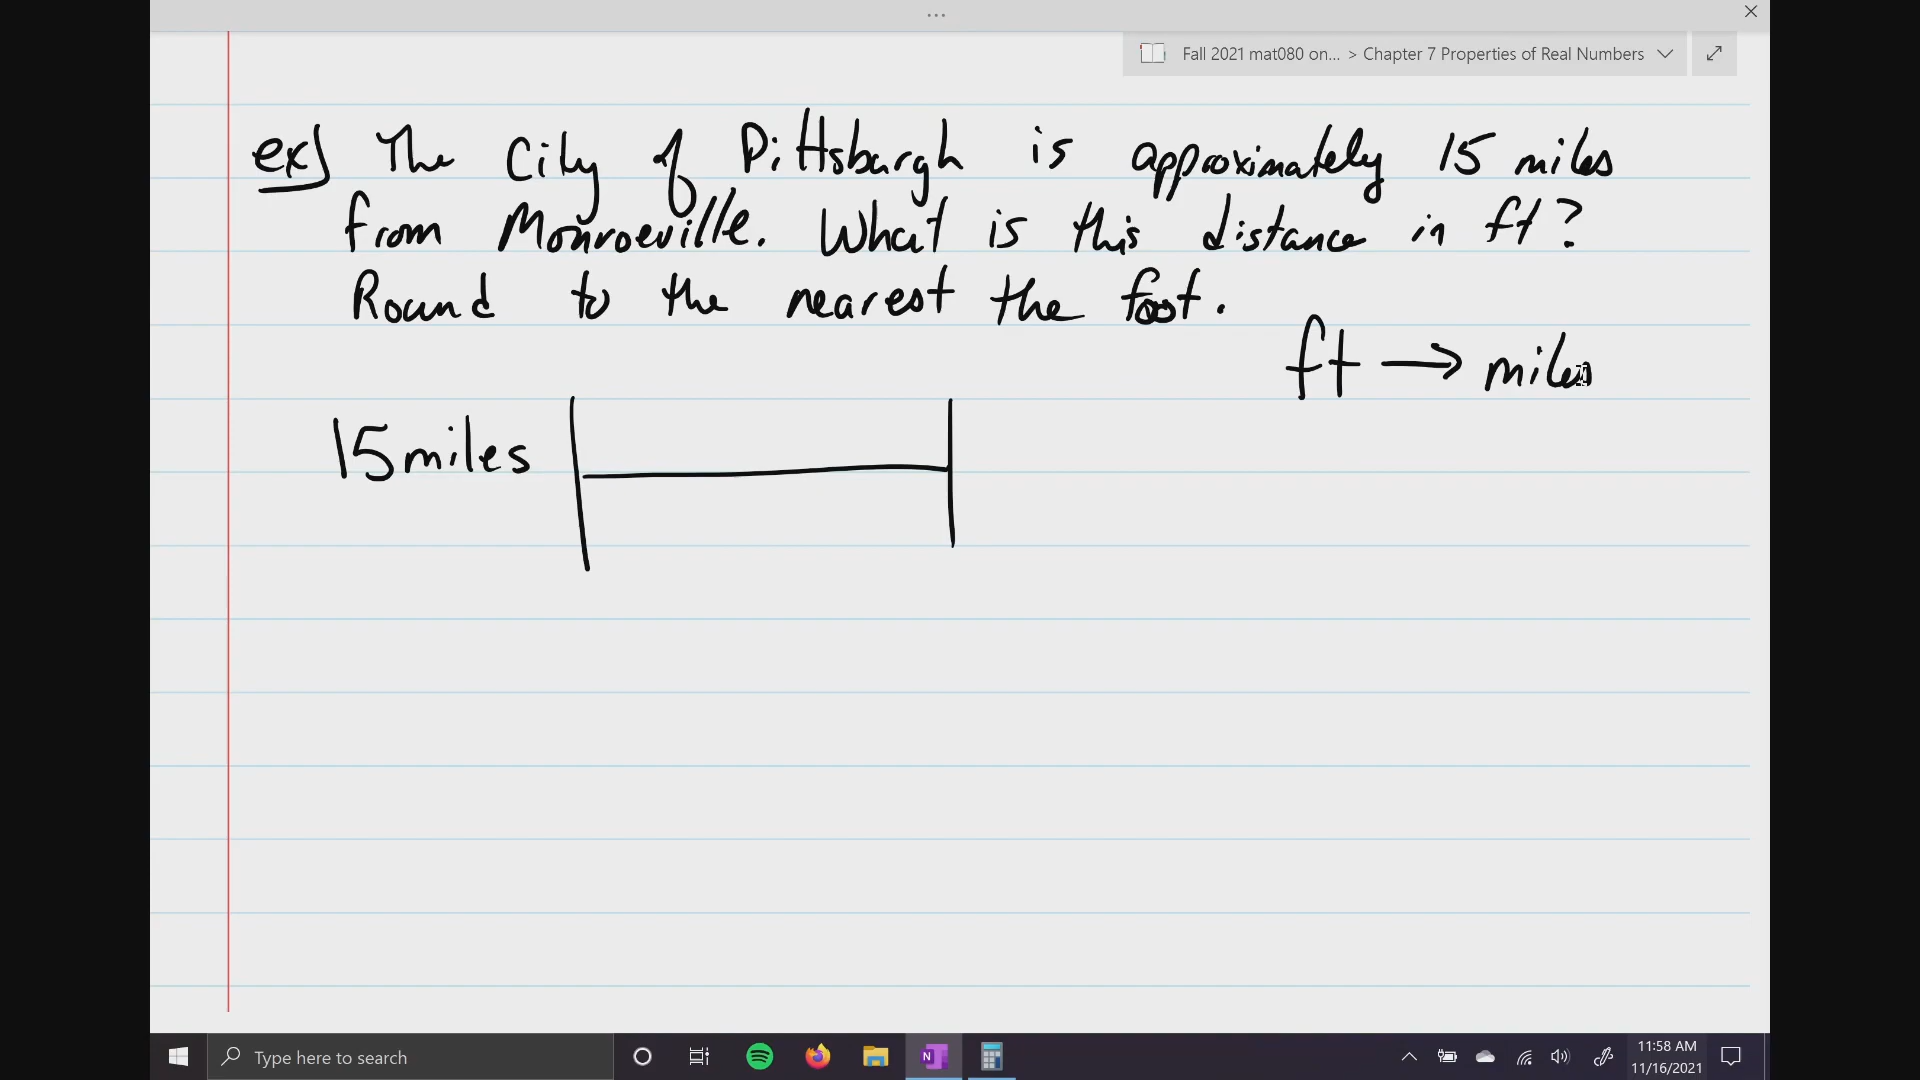 ...
Fall 2021 mat080 on... > Chapter 7 Properties of Real Numbers
ex) The City of Pittsburgh is approximately 15 miles
from Monroeville. What is this distance in ft?
Round to the nearest the foot.
ft → miles
15 miles
Type here to search
N
11:58 AM
11/16/2021